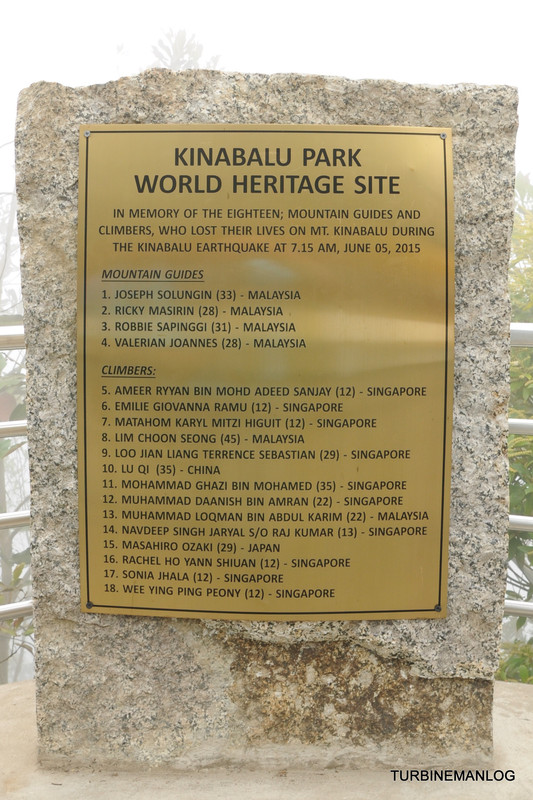 KINABALU PARK
WORLD HERITAGE SITE
IN MEMORY OF THE EIGHTEEN; MOUNTAIN GUIDES AND
CLIMBERS, WHO LOST THEIR LIVES ON MT. KINABALU DURING
THE KINABALU EARTHQUAKE AT 7.15 AM, JUNE 05, 2015
MOUNTAIN GUIDES
1. JOSEPH SOLUNGIN (33) - MALAYSIA
2. RICKY MASIRIN (28) - MALAYSIA
3. ROBBIE SAPINGGI (31) - MALAYSIA
4. VALERIAN JOANNES (28) - MALAYSIA
CLIMBERS:
5. AMEER RYYAN BIN MOHD ADEED SANJAY (12) - SINGAPORE
6. EMILIE GIOVANNA RAMU (12) - SINGAPORE
7. MATAHOM KARYL MITZI HIGUIT (12) - SINGAPORE
8. LIM CHOON SEONG (45) - MALAYSIA
9. LOO JIAN LIANG TERRENCE SEBASTIAN (29) - SINGAPORE
10. LU QI (35) - CHINA
11. MOHAMMAD GHAZI BIN MOHAMED (35) - SINGAPORE
12. MUHAMMAD DAANISH BIN AMRAN (22) - SINGAPORE
13. MUHAMMAD LOQMAN BIN ABDUL KARIM (22) - MALAYSIA
14. NAVDEEP SINGH JARYAL S/O RAJ KUMAR (13) - SINGAPORE
15. MASAHIRO OZAKI (29) - JAPAN
16. RACHEL HO YANN SHIUAN (12) - SINGAPORE
17. SONIA JHALA (12) - SINGAPORE
18. WEE YING PING PEONY (12) - SINGAPORE
TURBINEMANLOG